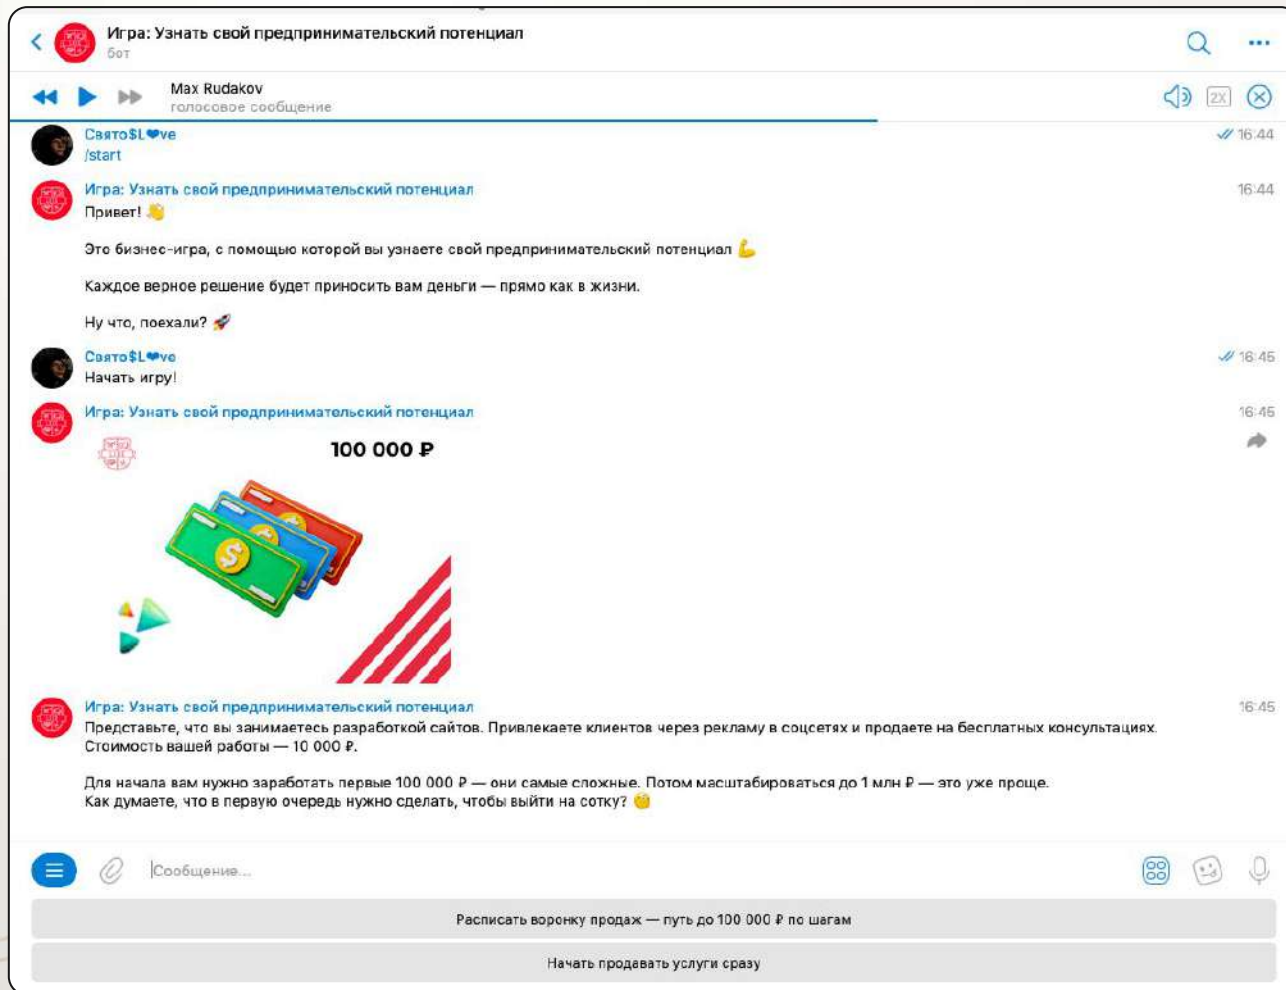 Игра: Узнать свой предпринимательский потенциал
бот
Max Rudakov
голосовое сообщение
2X
Свято$L❤ve
16:44
/start
Игра: Узнать свой предпринимательский потенциал
16:44
Привет! 👋
Это бизнес-игра, с помощью которой вы узнаете свой предпринимательский потенциал 💪
Каждое верное решение будет приносить вам деньги — прямо как в жизни.
Ну что, поехали? 🚀
Свято$L❤ve
16:45
Начать игру!
Игра: Узнать свой предпринимательский потенциал
16:45
100 000 ₽
Игра: Узнать свой предпринимательский потенциал
16:45
Представьте, что вы занимаетесь разработкой сайтов. Привлекаете клиентов через рекламу в соцсетях и продаете на бесплатных консультациях.
Стоимость вашей работы — 10 000 ₽.
Для начала вам нужно заработать первые 100 000 ₽ — они самые сложные. Потом масштабироваться до 1 млн ₽ — это уже проще.
Как думаете, что в первую очередь нужно сделать, чтобы выйти на сотку? 🧐
Сообщение...
Расписать воронку продаж — путь до 100 000 ₽ по шагам
Начать продавать услуги сразу